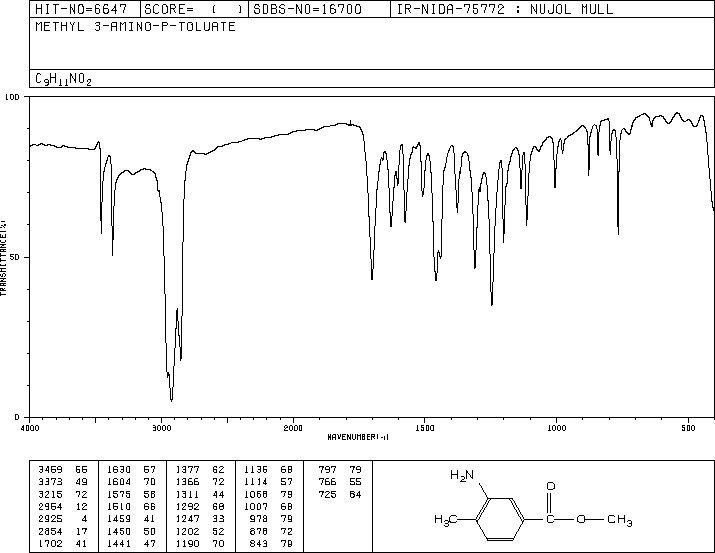 HIT-NO=6647 SCORE= ( ) SDBS-NO=16700 IR-NIDA-75772 : NUJOL MULL
METHYL 3-AMINO-P-TOLUATE
C9H11NO2
100
50
0
TRANSMITTANCE(%)
4000 3000 2000 1500 1000 500
WAVENUMBER(-1)
3469 66 1630 57 1377 62 1136 68 797 79
3373 49 1604 70 1366 72 1114 57 766 55
3215 72 1575 58 1311 44 1068 79 725 84
2954 12 1510 66 1292 68 1007 68
2925 4 1459 41 1247 33 978 79
2854 17 1450 50 1202 52 878 72
1702 41 1441 47 1190 70 843 79
H2N
O
H3C
O
CH3